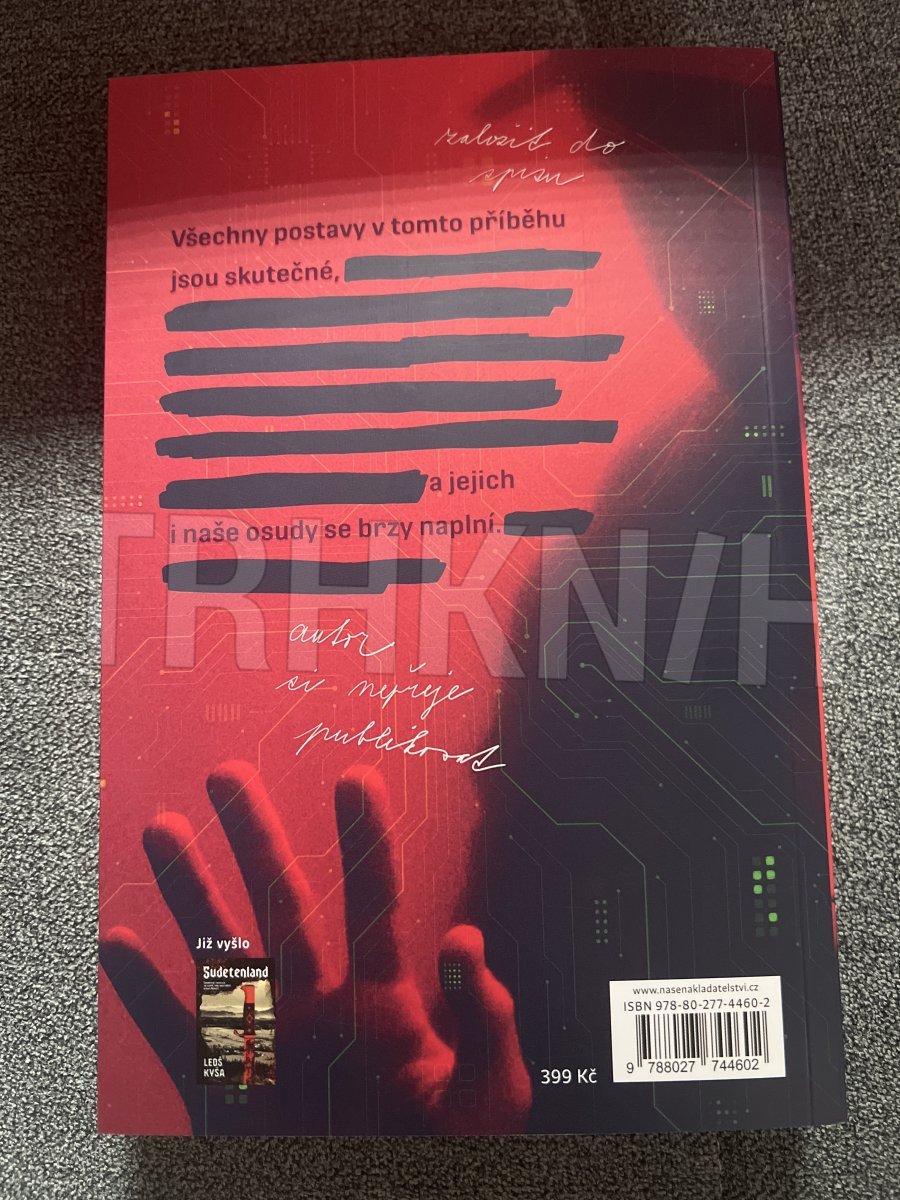 založit do
spisu
Všechny postavy v tomto příběhu
jsou skutečné,
a jejich
i naše osudy se brzy naplní.
TRHKNIH
autor
si nepřeje
publikovat
Již vyšlo
Sudetenland
LEOŠ
KYŠA
399 Kč
www.nasenakladatelstvi.cz
ISBN 978-80-277-4460-2
9 788027 744602